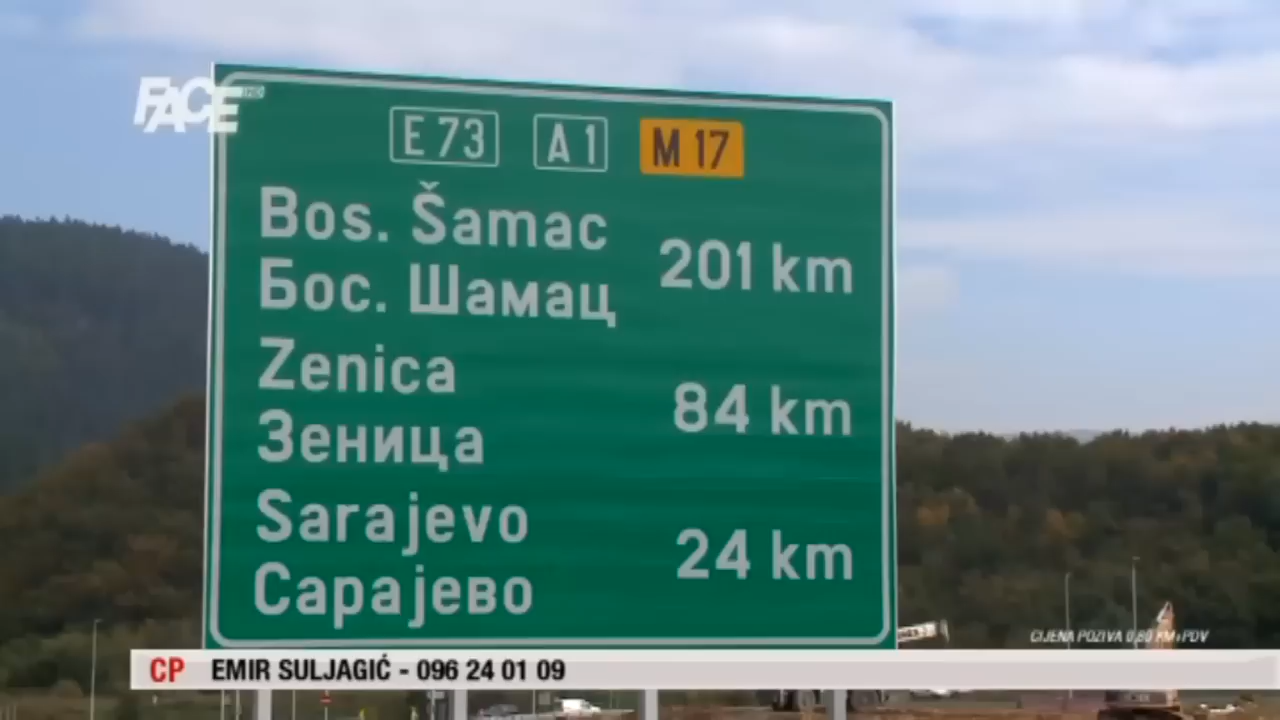 FACE HD
E 73 A 1 M 17
Bos. Šamac
Бос. Шамац
201 km
Zenica
Зеница
84 km
Sarajevo
Сарајево
24 km
CIJENA POZIVA 0,80 KM+PDV
CP EMIR SULJAGIĆ - 096 24 01 09